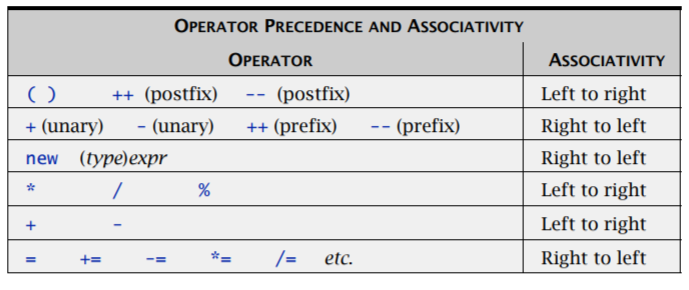 OPERATOR PRECEDENCE AND ASSOCIATIVITY
OPERATOR ASSOCIATIVITY
( ) ++ (postfix) -- (postfix) Left to right
+ (unary) - (unary) ++ (prefix) -- (prefix) Right to left
new (type)expr Right to left
* / % Left to right
+ - Left to right
= += -= *= /= etc. Right to left